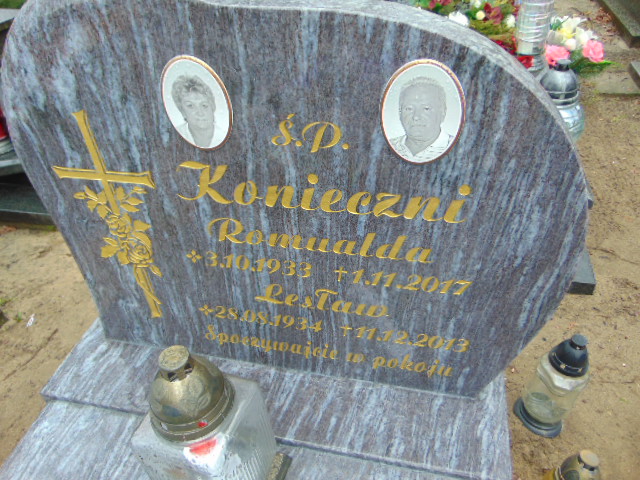 Ś.P.
Konieczni
Romualda
*3.10.1933 +1.11.2017
Lesław
*28.08.1934 +11.12.2013
Spoczywajcie w pokoju